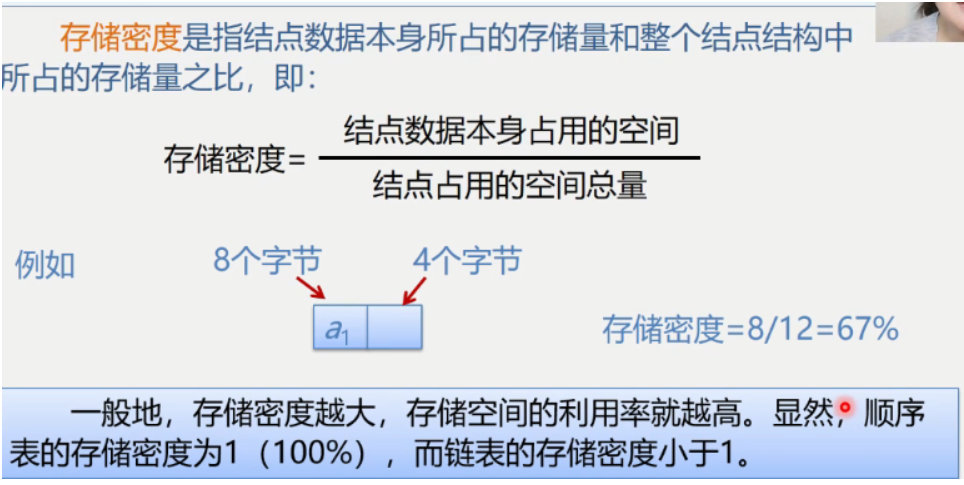 存储密度是指结点数据本身所占的存储量和整个结点结构中
所占的存储量之比，即：
结点数据本身占用的空间
存储密度=
结点占用的空间总量
例如
8个字节
4个字节
a1
存储密度=8/12=67%
一般地，存储密度越大，存储空间的利用率就越高。显然，顺序
表的存储密度为1（100%），而链表的存储密度小于1。